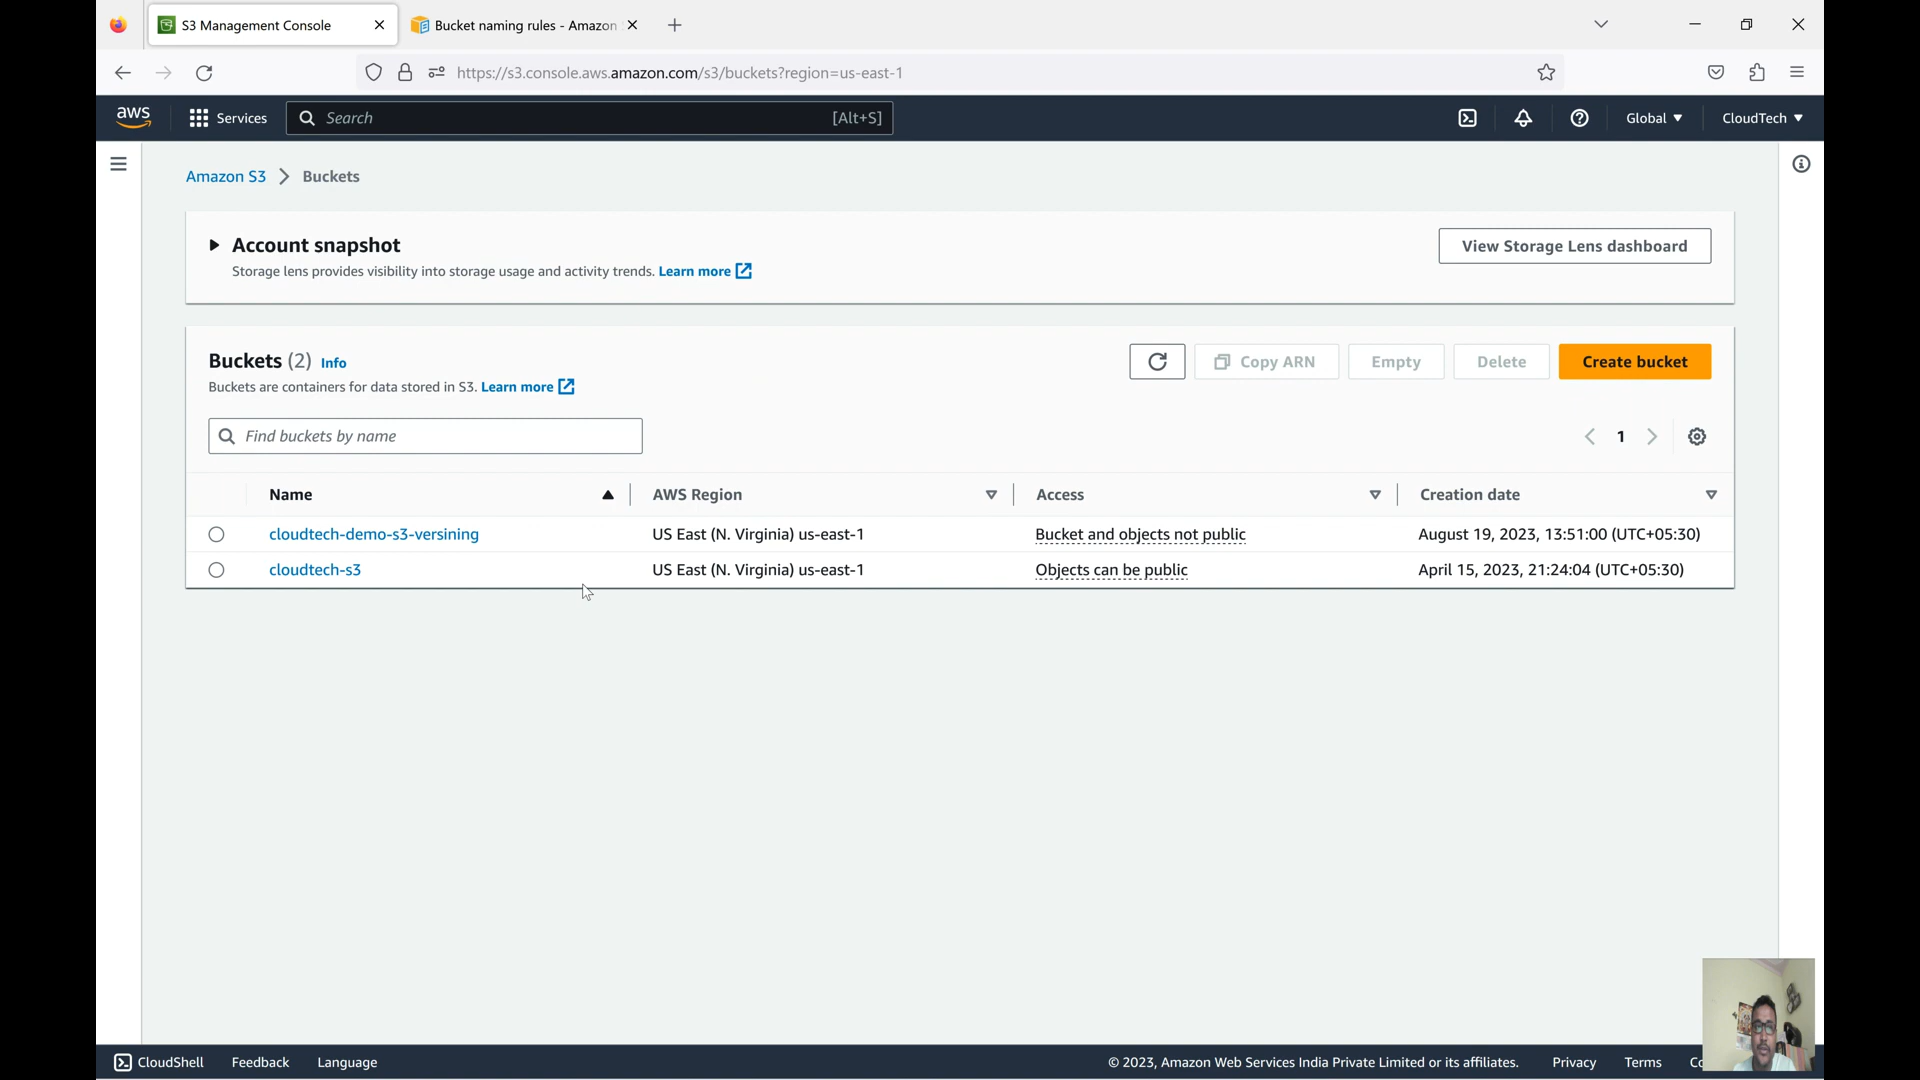 S3 Management Console
Bucket naming rules - Amazon
https://s3.console.aws.amazon.com/s3/buckets?region=us-east-1
aws
Services
Search
[Alt+S]
Global
CloudTech
Amazon S3
Buckets
Account snapshot
Storage lens provides visibility into storage usage and activity trends. Learn more
View Storage Lens dashboard
Buckets (2) Info
Buckets are containers for data stored in S3. Learn more
Copy ARN
Empty
Delete
Create bucket
Find buckets by name
1
Name AWS Region Access Creation date
cloudtech-demo-s3-versining US East (N. Virginia) us-east-1 Bucket and objects not public August 19, 2023, 13:51:00 (UTC+05:30)
cloudtech-s3 US East (N. Virginia) us-east-1 Objects can be public April 15, 2023, 21:24:04 (UTC+05:30)
CloudShell Feedback Language © 2023, Amazon Web Services India Private Limited or its affiliates. Privacy Terms